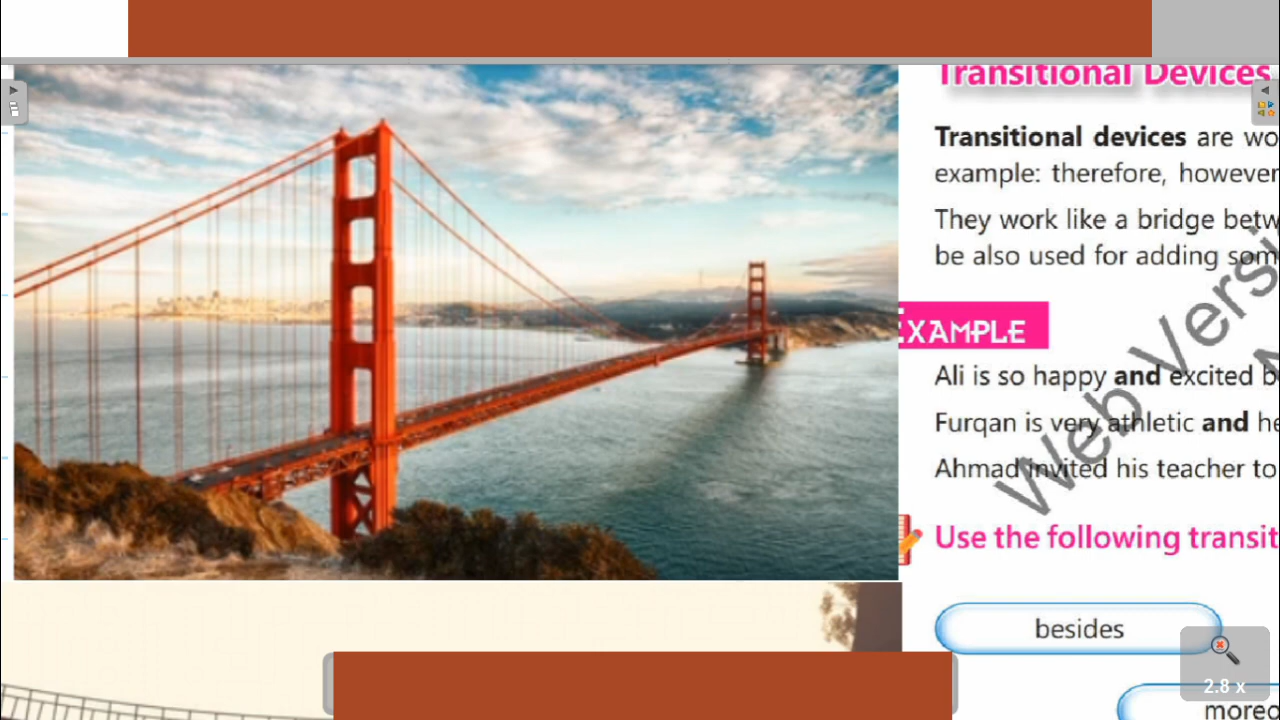 Transitional Devices
Transitional devices are wo
example: therefore, however
They work like a bridge betw
be also used for adding som
EXAMPLE
Ali is so happy and excited b
Furqan is very athletic and he
Ahmad invited his teacher to
Use the following transit
besides
moreo
Web Versi
2.8 x